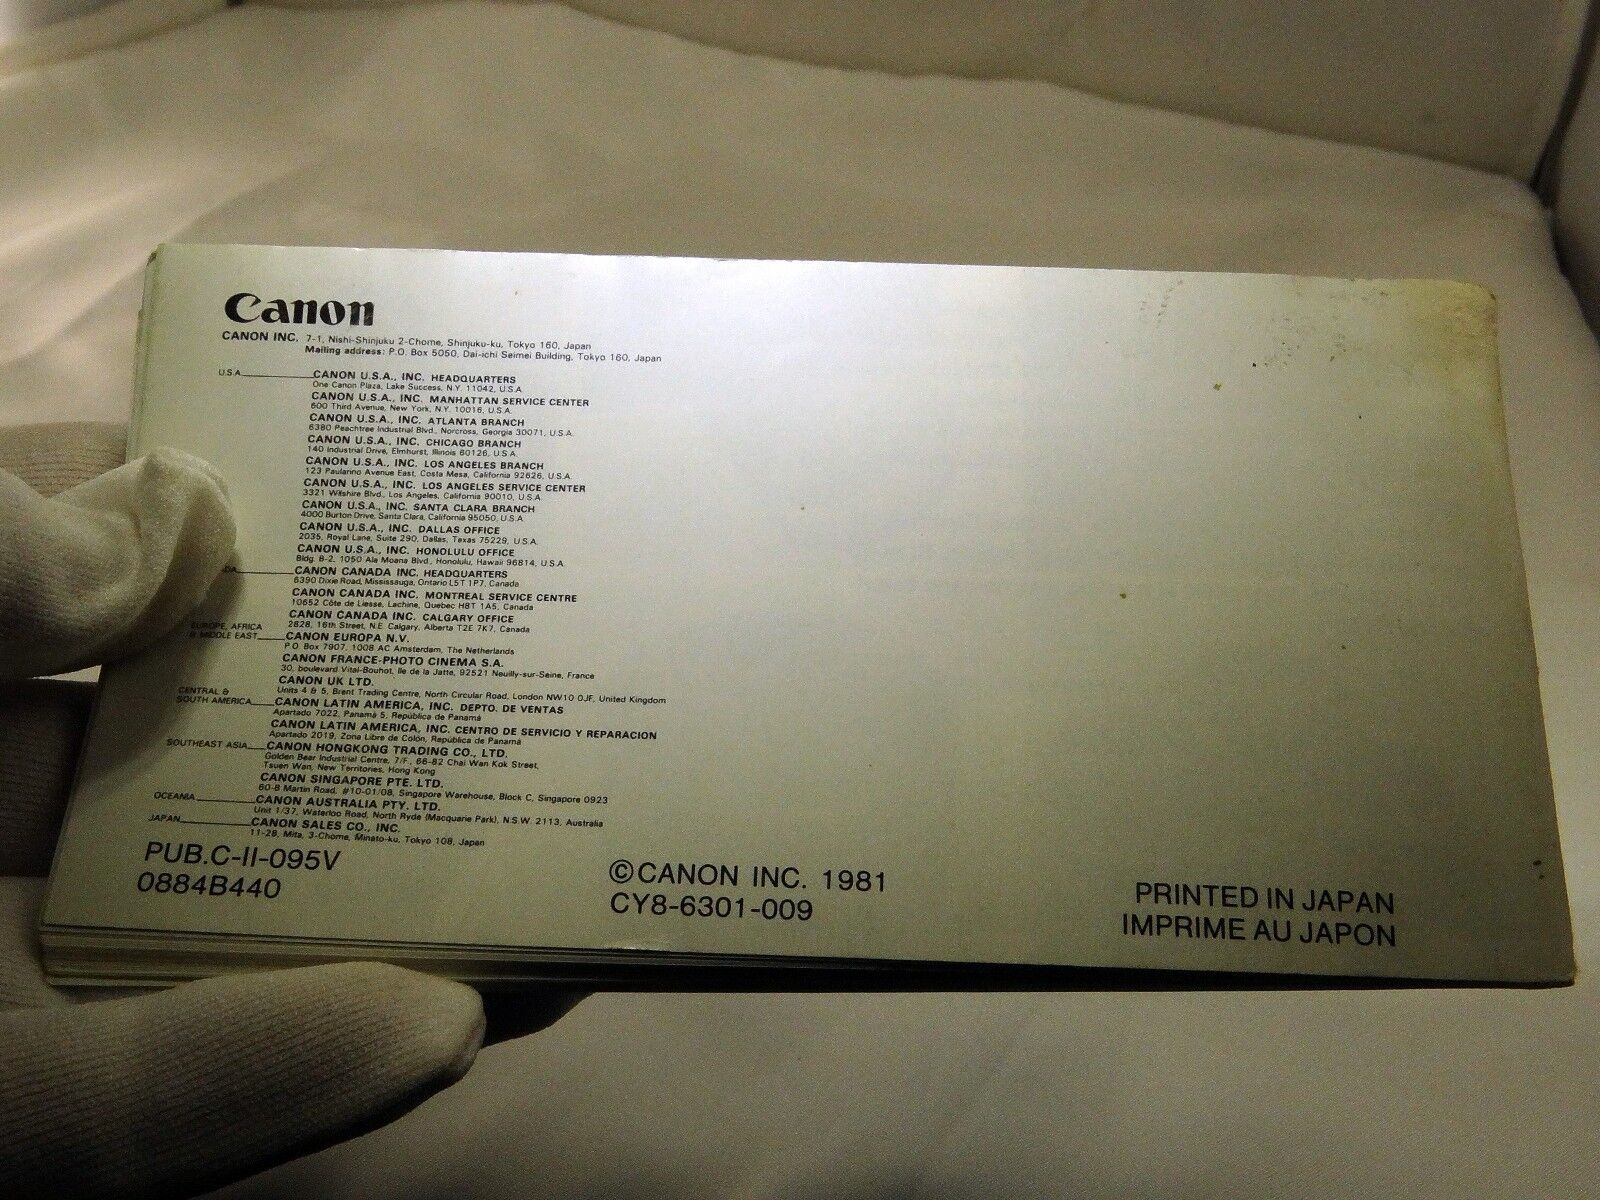 Canon
CANON INC. 7-1, Nishi-Shinjuku 2-Chome, Shinjuku-ku, Tokyo 160, Japan
Mailing address: P.O. Box 5050, Dai-ichi Seimei Building, Tokyo 160, Japan
U.S.A. CANON U.S.A., INC. HEADQUARTERS
One Canon Plaza, Lake Success, N.Y. 11042, U.S.A.
CANON U.S.A., INC. MANHATTAN SERVICE CENTER
600 Third Avenue, New York, N.Y. 10016, U.S.A.
CANON U.S.A., INC. ATLANTA BRANCH
6380 Peachtree Industrial Blvd., Norcross, Georgia 30071, U.S.A.
CANON U.S.A., INC. CHICAGO BRANCH
140 Industrial Drive, Elmhurst, Illinois 60126, U.S.A.
CANON U.S.A., INC. LOS ANGELES BRANCH
123 Paularino Avenue East, Costa Mesa, California 92626, U.S.A.
CANON U.S.A., INC. LOS ANGELES SERVICE CENTER
3321 Wilshire Blvd., Los Angeles, California 90010, U.S.A.
CANON U.S.A., INC. SANTA CLARA BRANCH
4000 Burton Drive, Santa Clara, California 95050, U.S.A.
CANON U.S.A., INC. DALLAS OFFICE
2035, Royal Lane, Suite 290, Dallas, Texas 75229, U.S.A.
CANON U.S.A., INC. HONOLULU OFFICE
Bldg. B-2, 1050 Ala Moana Blvd., Honolulu, Hawaii 96814, U.S.A.
DA CANON CANADA INC. HEADQUARTERS
6390 Dixie Road, Mississauga, Ontario L5T 1P7, Canada
CANON CANADA INC. MONTREAL SERVICE CENTRE
10652 Côte de Liesse, Lachine, Quebec H8T 1A5, Canada
CANON CANADA INC. CALGARY OFFICE
2828, 16th Street, N.E. Calgary, Alberta T2E 7K7, Canada
EUROPE, AFRICA
& MIDDLE EAST CANON EUROPA N.V.
P.O. Box 7907, 1008 AC Amsterdam, The Netherlands
CANON FRANCE-PHOTO CINEMA S.A.
30, boulevard Vital-Bouhot, Ile de la Jatte, 92521 Neuilly-sur-Seine, France
CANON UK LTD.
Units 4 & 5, Brent Trading Centre, North Circular Road, London NW10 0JF, United Kingdom
CENTRAL &
SOUTH AMERICA CANON LATIN AMERICA, INC. DEPTO. DE VENTAS
Apartado 7022, Panamá 5, República de Panamá
CANON LATIN AMERICA, INC. CENTRO DE SERVICIO Y REPARACION
Apartado 2019, Zona Libre de Colón, República de Panamá
SOUTHEAST ASIA CANON HONGKONG TRADING CO., LTD.
Golden Bear Industrial Centre, 7/F., 66-82 Chai Wan Kok Street,
Tsuen Wan, New Territories, Hong Kong
CANON SINGAPORE PTE. LTD.
60-8 Martin Road, #10-01/08, Singapore Warehouse, Block C, Singapore 0923
OCEANIA CANON AUSTRALIA PTY. LTD.
Unit 1/37, Waterloo Road, North Ryde (Macquarie Park), N.S.W. 2113, Australia
JAPAN CANON SALES CO., INC.
11-28, Mita, 3-Chome, Minato-ku, Tokyo 108, Japan
PUB.C-II-095V
0884B440
©CANON INC. 1981
CY8-6301-009
PRINTED IN JAPAN
IMPRIME AU JAPON